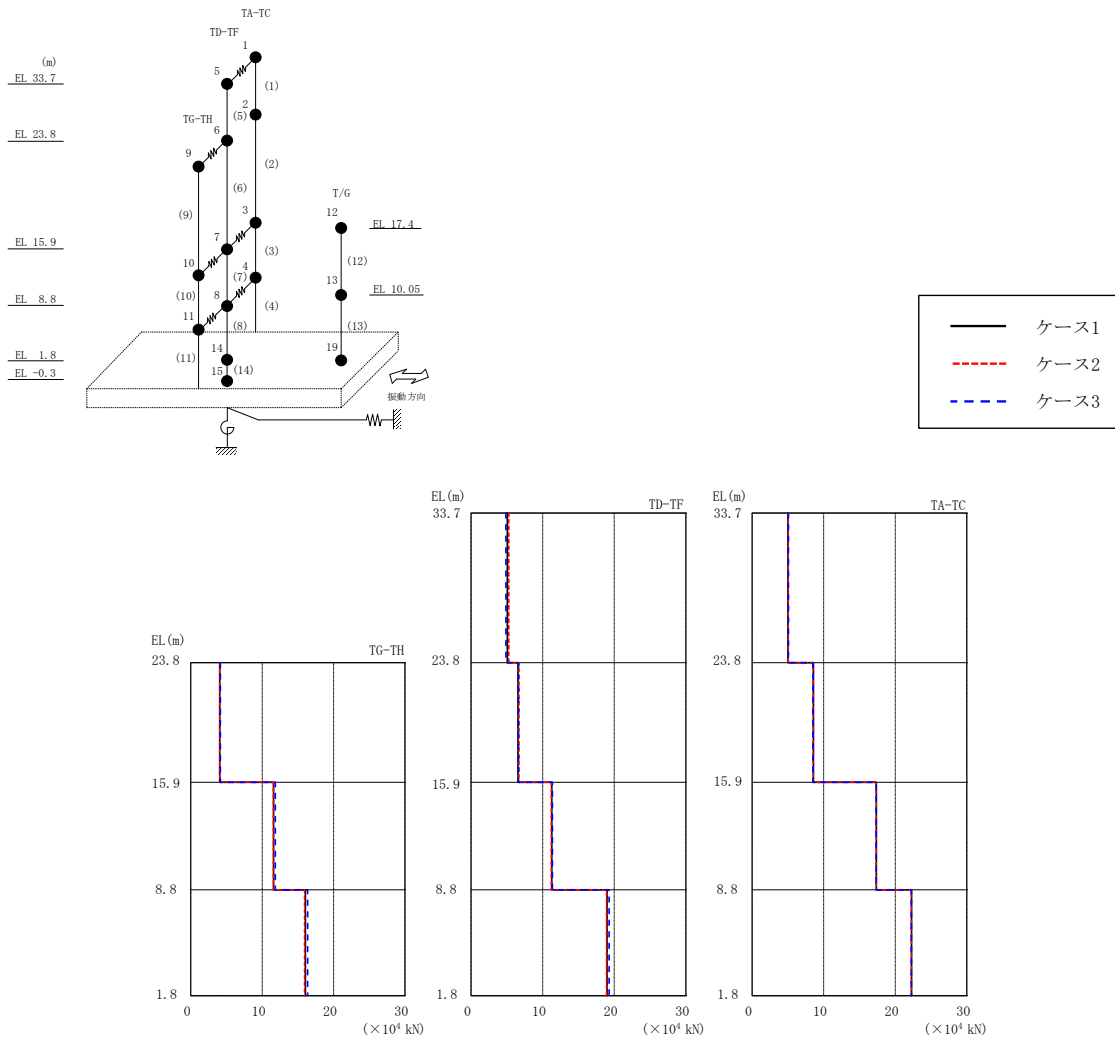 TA-TC
TD-TF
1
(m)
5
EL 33.7
(1)
2
(5)
TG-TH
6
EL 23.8
9
(2)
(6)
T/G
(9)
12
3
EL 17.4
7
EL 15.9
(3)
(12)
10
4
13
(7)
(10)
8
EL 10.05
EL 8.8
(4)
11
(8)
(13)
14
19
EL 1.8
(11)
15
(14)
EL -0.3
振動方向
ケース1
ケース2
ケース3
EL(m)
TD-TF
33.7
23.8
15.9
8.8
1.8
0 10 20 30
(×10⁴ kN)
EL(m)
TA-TC
33.7
23.8
15.9
8.8
1.8
0 10 20 30
(×10⁴ kN)
EL(m)
TG-TH
23.8
15.9
8.8
1.8
0 10 20 30
(×10⁴ kN)